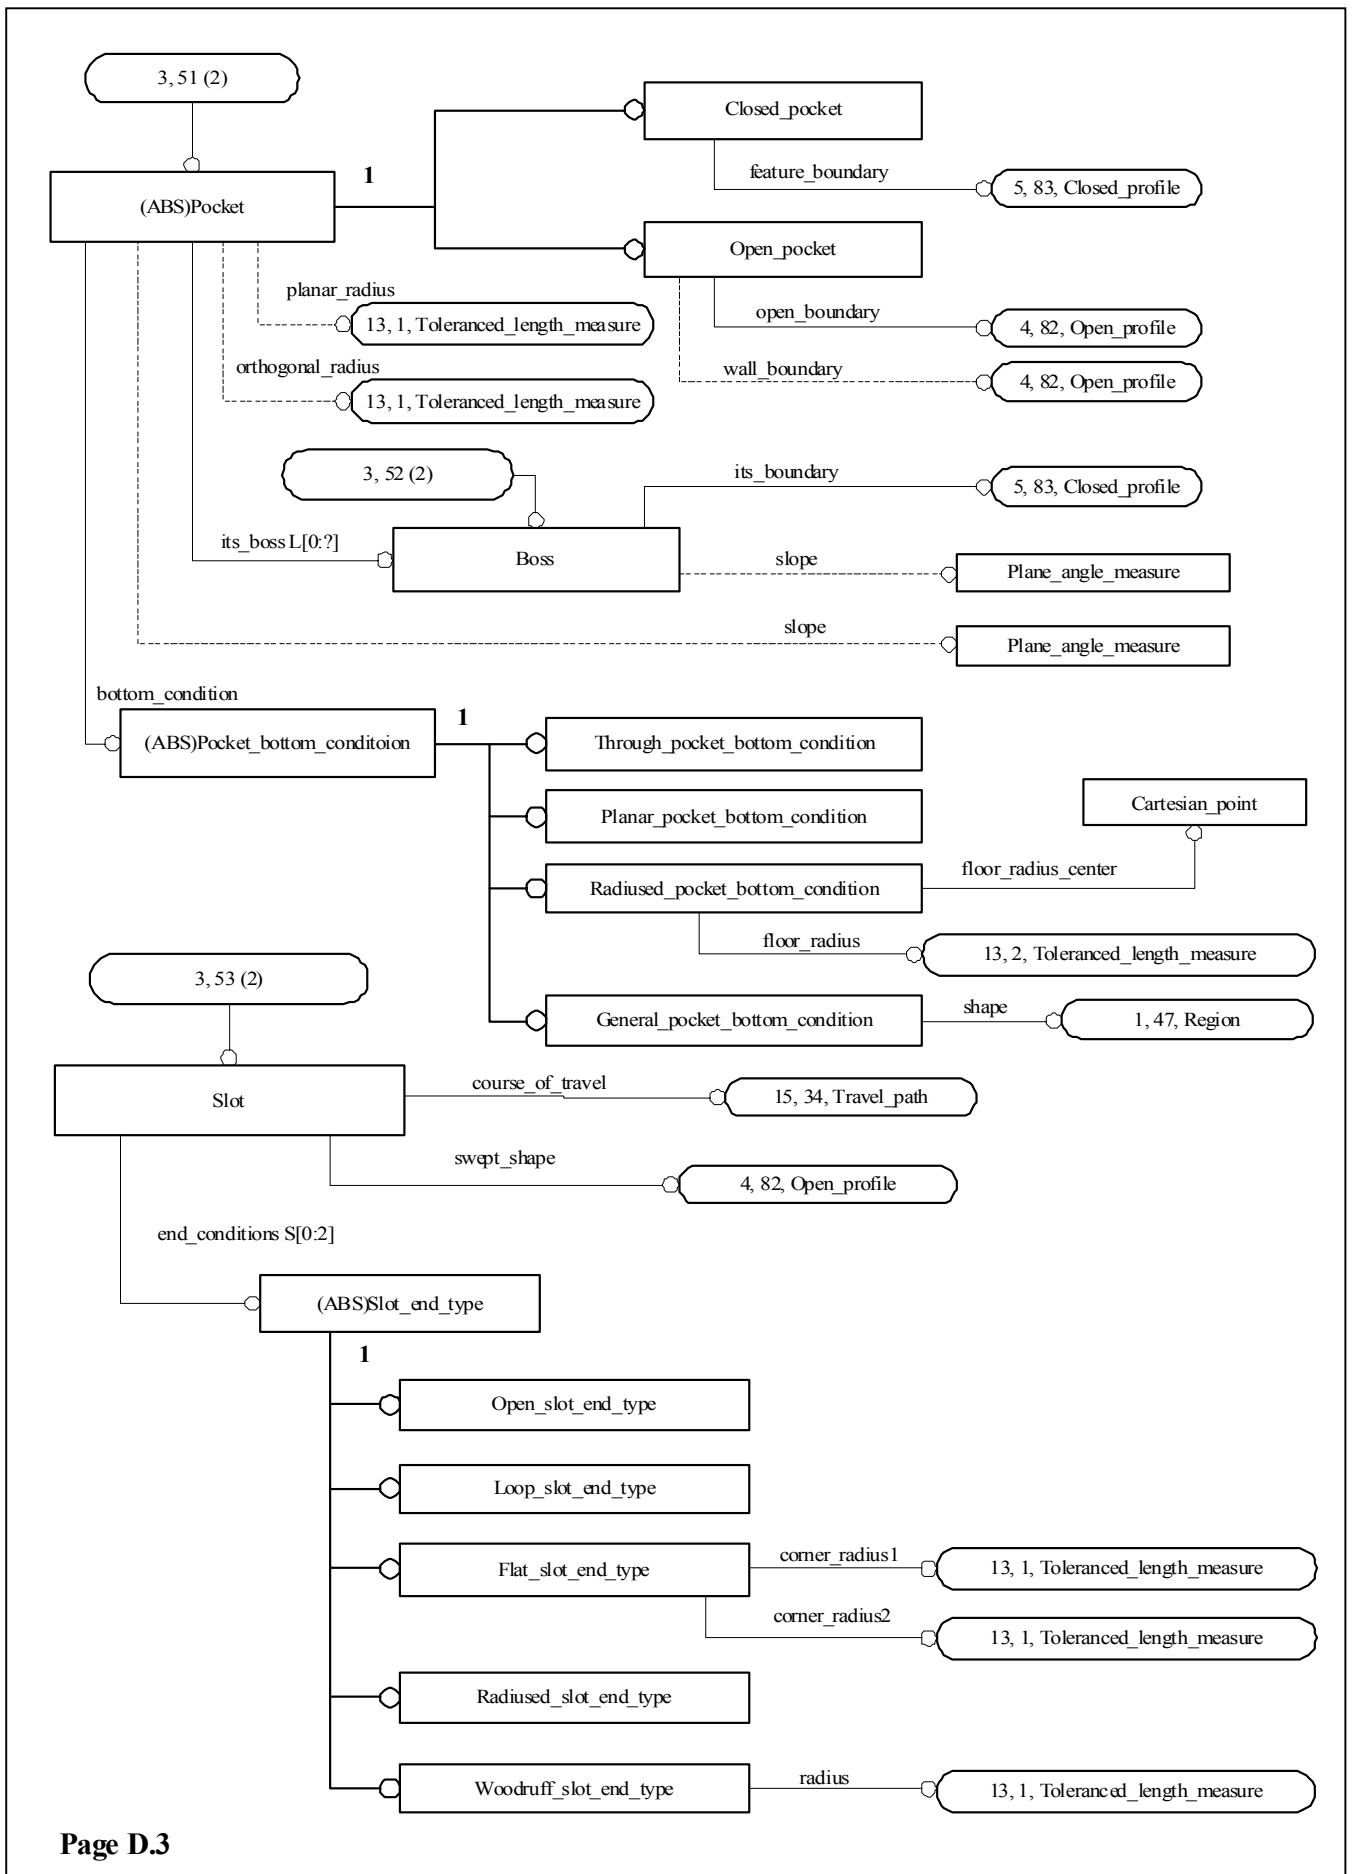 3, 51 (2)
1
Closed_pocket
feature_boundary
5, 83, Closed_profile
(ABS)Pocket
Open_pocket
planar_radius
13, 1, Toleranced_length_measure
open_boundary
4, 82, Open_profile
orthogonal_radius
13, 1, Toleranced_length_measure
wall_boundary
4, 82, Open_profile
3, 52 (2)
its_boundary
5, 83, Closed_profile
its_boss L[0:?]
Boss
slope
Plane_angle_measure
slope
Plane_angle_measure
bottom_condition
(ABS)Pocket_bottom_conditoion
1
Through_pocket_bottom_condition
Planar_pocket_bottom_condition
Cartesian_point
Radiused_pocket_bottom_condition
floor_radius_center
floor_radius
13, 2, Toleranced_length_measure
3, 53 (2)
General_pocket_bottom_condition
shape
1, 47, Region
Slot
course_of_travel
15, 34, Travel_path
swept_shape
4, 82, Open_profile
end_conditions S[0:2]
(ABS)Slot_end_type
1
Open_slot_end_type
Loop_slot_end_type
Flat_slot_end_type
corner_radius1
13, 1, Toleranced_length_measure
corner_radius2
13, 1, Toleranced_length_measure
Radiused_slot_end_type
Woodruff_slot_end_type
radius
13, 1, Toleranced_length_measure
Page D.3